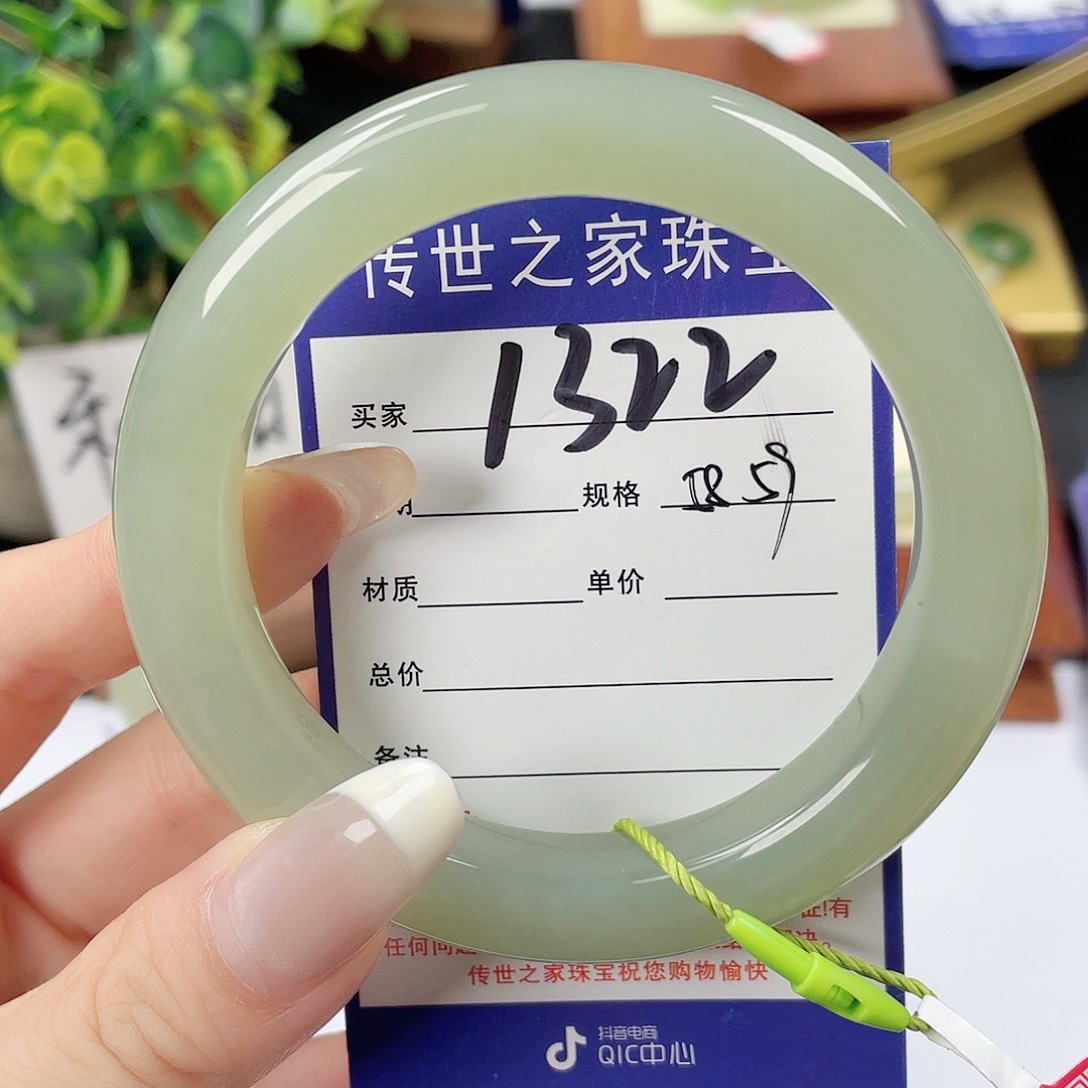 传世之家珠宝
买家 1322
规格
材质 单价
总价
备注
证!有
任何问
传世之家珠宝祝您购物愉快
抖音电商
QIC中心